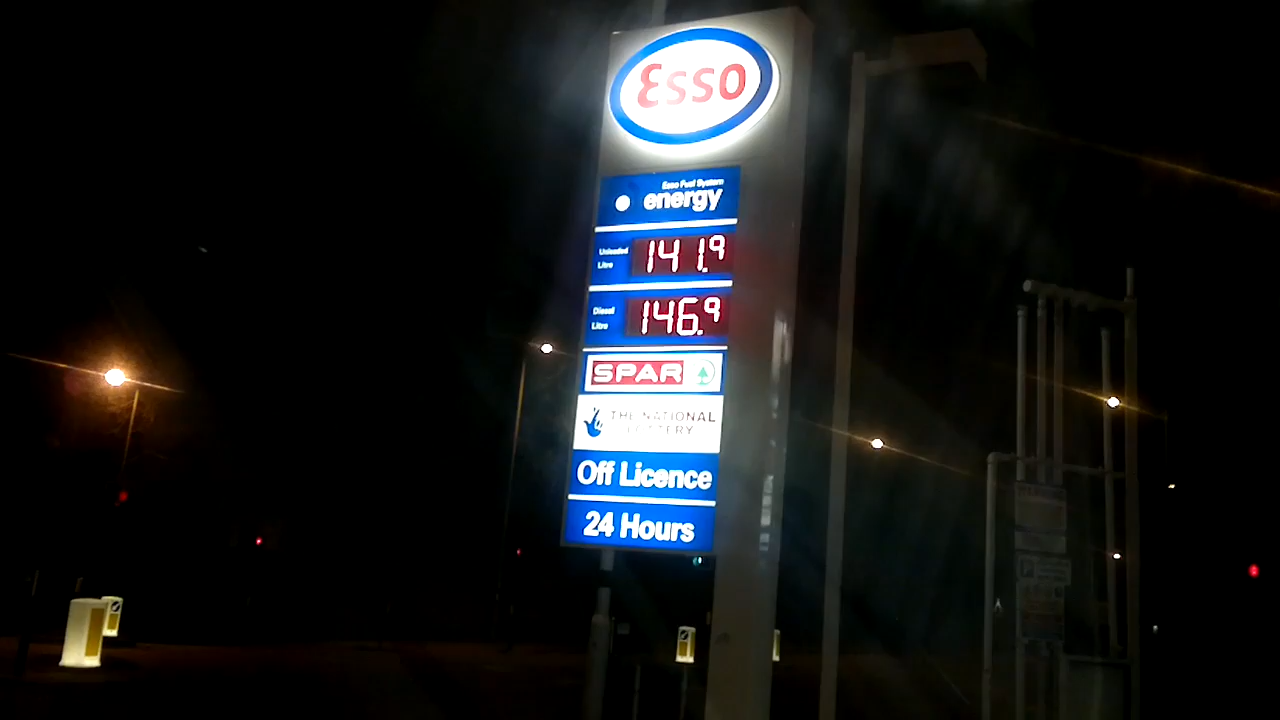 Esso
Esso Fuel System
energy
Unleaded
Litre
141.9
Diesel
Litre
146.9
SPAR
THE NATIONAL
LOTTERY
Off Licence
24 Hours